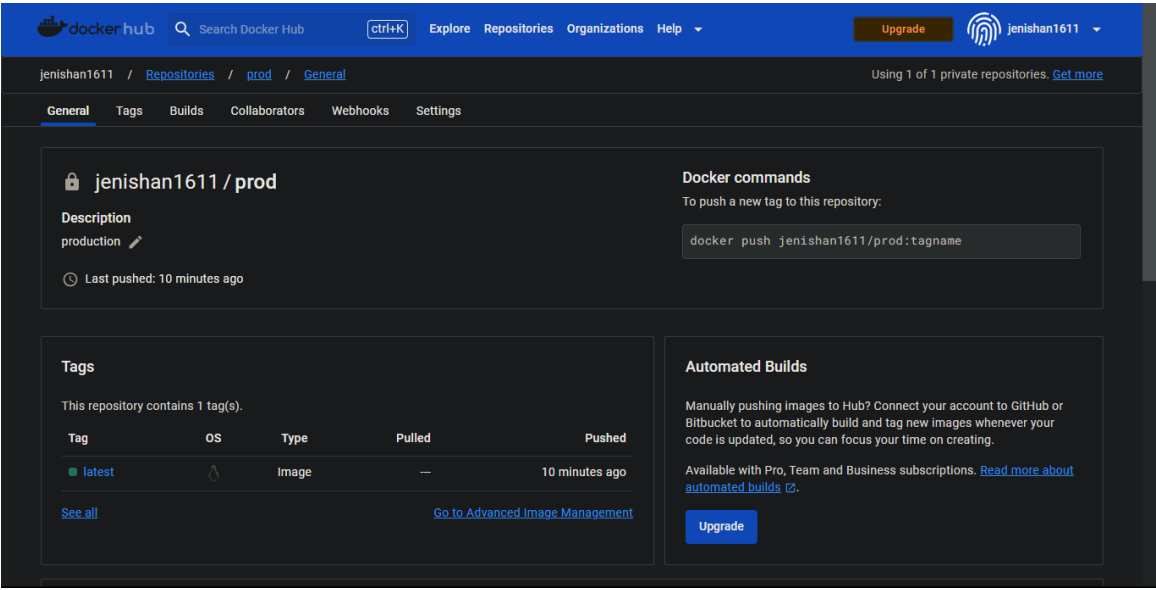 dockerhub Search Docker Hub ctrl+K Explore Repositories Organizations Help Upgrade jenishan1611
jenishan1611 / Repositories / prod / General Using 1 of 1 private repositories. Get more
General Tags Builds Collaborators Webhooks Settings
jenishan1611 / prod
Description
production
Last pushed: 10 minutes ago
Docker commands
To push a new tag to this repository:
docker push jenishan1611/prod:tagname
Tags
This repository contains 1 tag(s).
Tag OS Type Pulled Pushed
latest Image --- 10 minutes ago
See all Go to Advanced Image Management
Automated Builds
Manually pushing images to Hub? Connect your account to GitHub or
Bitbucket to automatically build and tag new images whenever your
code is updated, so you can focus your time on creating.
Available with Pro, Team and Business subscriptions. Read more about
automated builds .
Upgrade